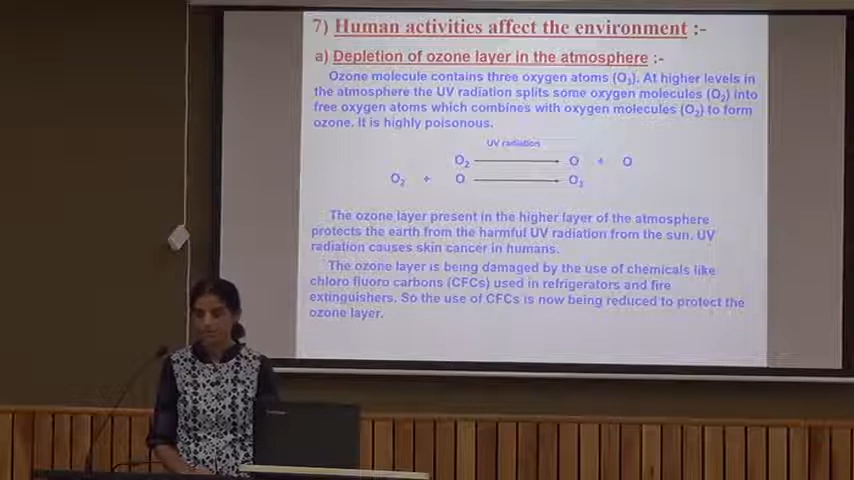 7) Human activities affect the environment :-
a) Depletion of ozone layer in the atmosphere :-
Ozone molecule contains three oxygen atoms (O3). At higher levels in
the atmosphere the UV radiation splits some oxygen molecules (O2) into
free oxygen atoms which combines with oxygen molecules (O2) to form
ozone. It is highly poisonous.
UV radiation
O2 → O + O
O2 + O → O3
The ozone layer present in the higher layer of the atmosphere
protects the earth from the harmful UV radiation from the sun. UV
radiation causes skin cancer in humans.
The ozone layer is being damaged by the use of chemicals like
chloro fluoro carbons (CFCs) used in refrigerators and fire
extinguishers. So the use of CFCs is now being reduced to protect the
ozone layer.